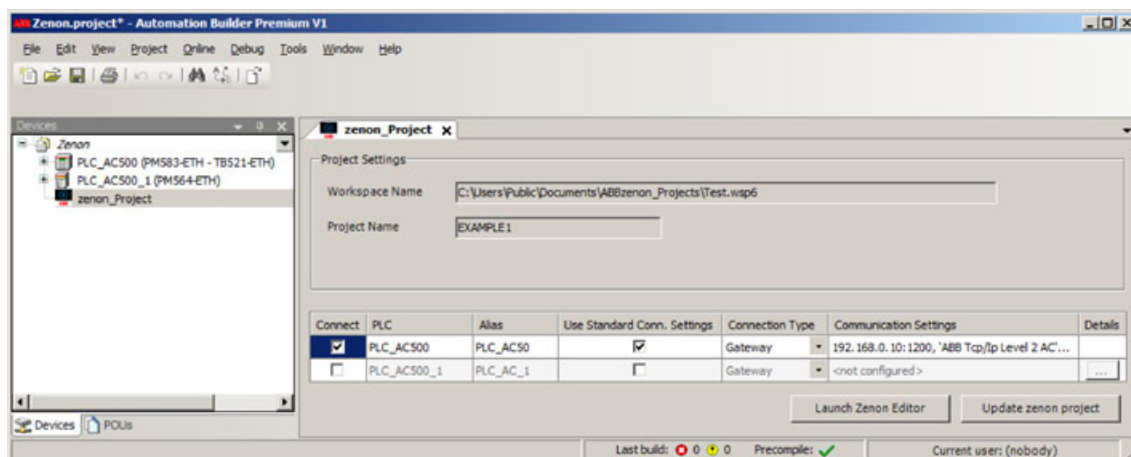 ABB Zenon.project* - Automation Builder Premium V1
File Edit View Project Online Debug Tools Window Help
Devices
Zenon
PLC_AC500 (PM583-ETH - TB521-ETH)
PLC_AC500_1 (PM564-ETH)
zenon_Project
Devices POUs
zenon_Project
Project Settings
Workspace Name C:\Users\Public\Documents\ABBzenon_Projects\Test.wsp6
Project Name EXAMPLE1
Connect PLC Alias Use Standard Conn. Settings Connection Type Communication Settings Details
PLC_AC500 PLC_AC50 Gateway 192.168.0.10:1200, 'ABB Tcp/Ip Level 2 AC'...
PLC_AC500_1 PLC_AC_1 Gateway <not configured> ...
Launch Zenon Editor Update zenon project
Last build: 0 0 Precompile: Current user: (nobody)